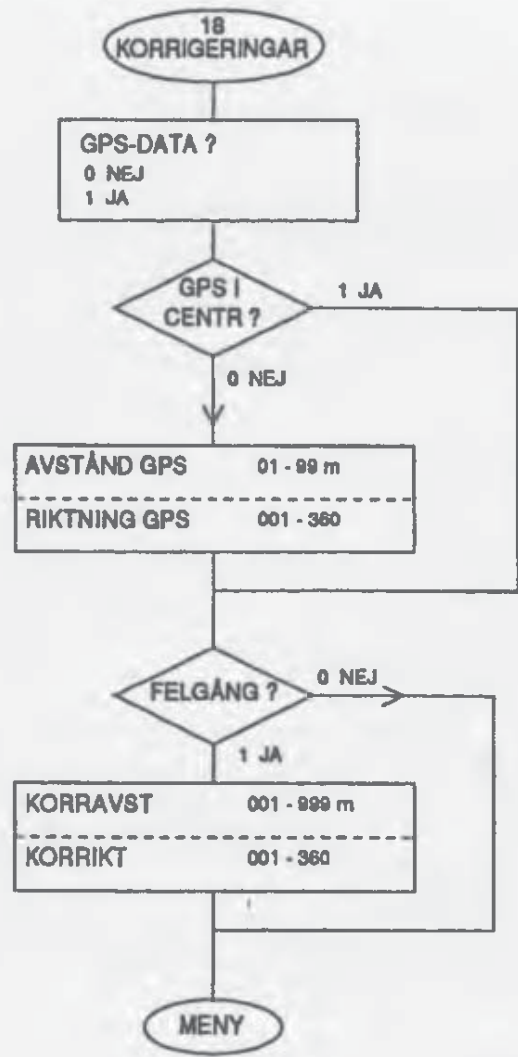 18
KORRIGERINGAR
GPS-DATA ?
0 NEJ
1 JA
GPS I
CENTR ?
1 JA
0 NEJ
AVSTÅND GPS 01 - 99 m
RIKTNING GPS 001 - 360
FELGÅNG ?
0 NEJ
1 JA
KORRAVST 001 - 999 m
KORRIKT 001 - 360
MENY